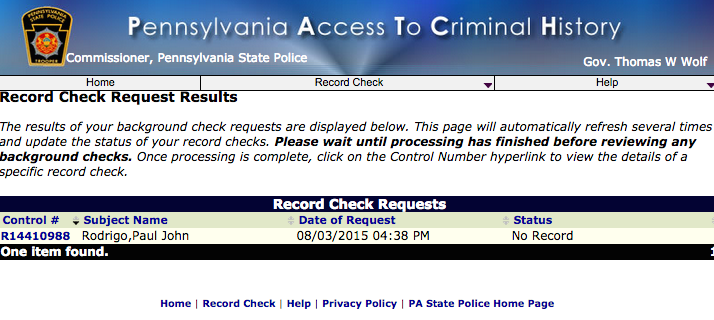 PENNSYLVANIA
STATE POLICE
TROOPER
Pennsylvania Access To Criminal History
Commissioner, Pennsylvania State Police
Gov. Thomas W Wolf
Home Record Check Help
Record Check Request Results
The results of your background check requests are displayed below. This page will automatically refresh several times
and update the status of your record checks. Please wait until processing has finished before reviewing any
background checks. Once processing is complete, click on the Control Number hyperlink to view the details of a
specific record check.
Record Check Requests
Control # Subject Name Date of Request Status
R14410988 Rodrigo,Paul John 08/03/2015 04:38 PM No Record
One item found. 1
Home | Record Check | Help | Privacy Policy | PA State Police Home Page